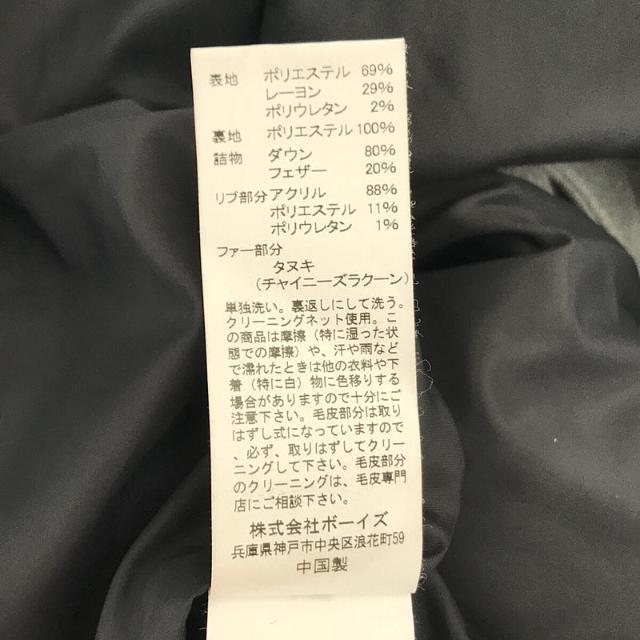 表地 ポリエステル 69%
レーヨン 29%
ポリウレタン 2%
裏地 ポリエステル 100%
詰物 ダウン 80%
フェザー 20%
リブ部分 アクリル 88%
ポリエステル 11%
ポリウレタン 1%
ファー部分
タヌキ
(チャイニーズラクーン)
単独洗い。裏返しにして洗う。
クリーニングネット使用。こ
の商品は摩擦（特に湿った状
態での摩擦）や、汗や雨など
で濡れたときは他の衣料や下
着（特に白）物に色移りする
場合がありますので十分にご
注意下さい。毛皮部分は取り
はずし式になっていますので
、必ず、取りはずしてクリー
ニングして下さい。毛皮部分
のクリーニングは、毛皮専門
店にご相談下さい。
株式会社ボーイズ
兵庫県神戸市中央区浪花町59
中国製